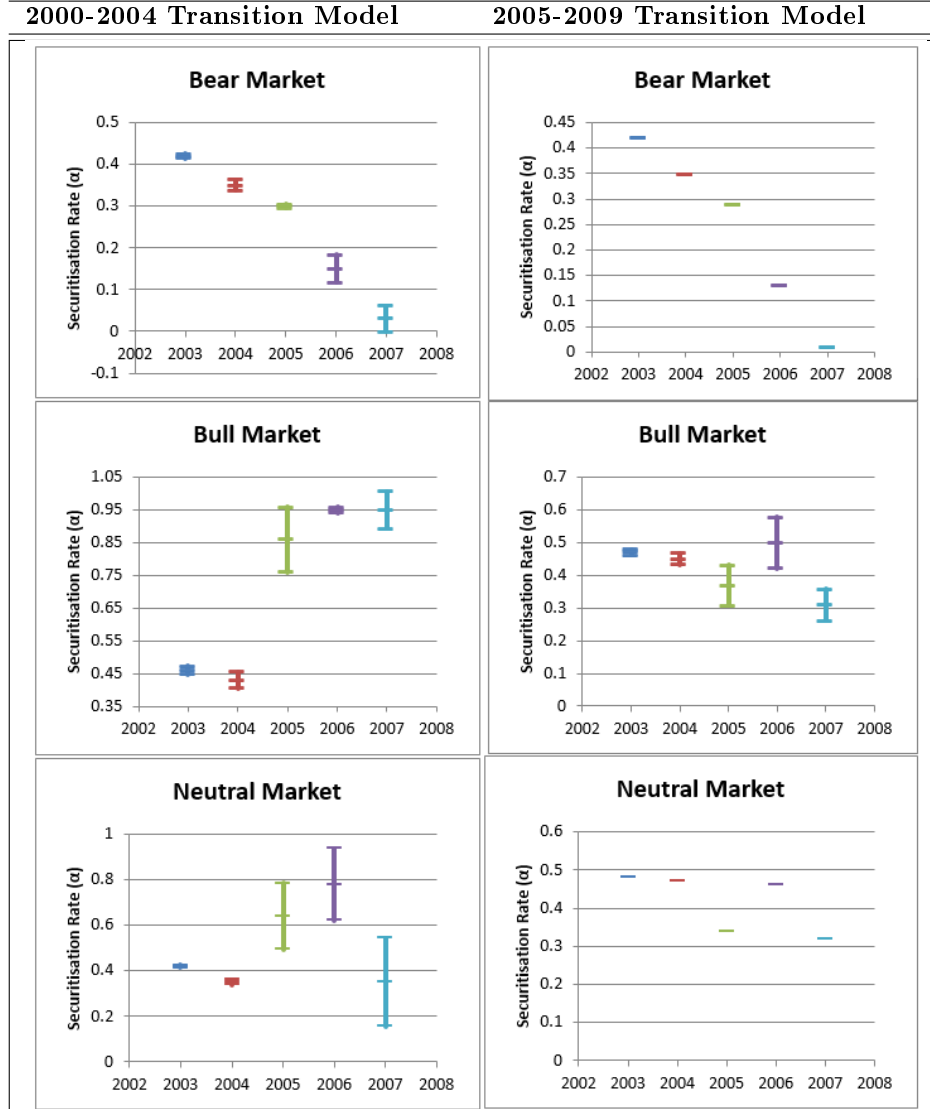 2000-2004 Transition Model 2005-2009 Transition Model
Bear Market
Securitisation Rate (α)
0.5
0.4
0.3
0.2
0.1
0
-0.1
2002 2003 2004 2005 2006 2007 2008
Bear Market
Securitisation Rate (α)
0.45
0.4
0.35
0.3
0.25
0.2
0.15
0.1
0.05
0
2002 2003 2004 2005 2006 2007 2008
Bull Market
Securitisation Rate (α)
1.05
0.95
0.85
0.75
0.65
0.55
0.45
0.35
2002 2003 2004 2005 2006 2007 2008
Bull Market
Securitisation Rate (α)
0.7
0.6
0.5
0.4
0.3
0.2
0.1
0
2002 2003 2004 2005 2006 2007 2008
Neutral Market
Securitisation Rate (α)
1
0.8
0.6
0.4
0.2
0
2002 2003 2004 2005 2006 2007 2008
Neutral Market
Securitisation Rate (α)
0.6
0.5
0.4
0.3
0.2
0.1
0
2002 2003 2004 2005 2006 2007 2008